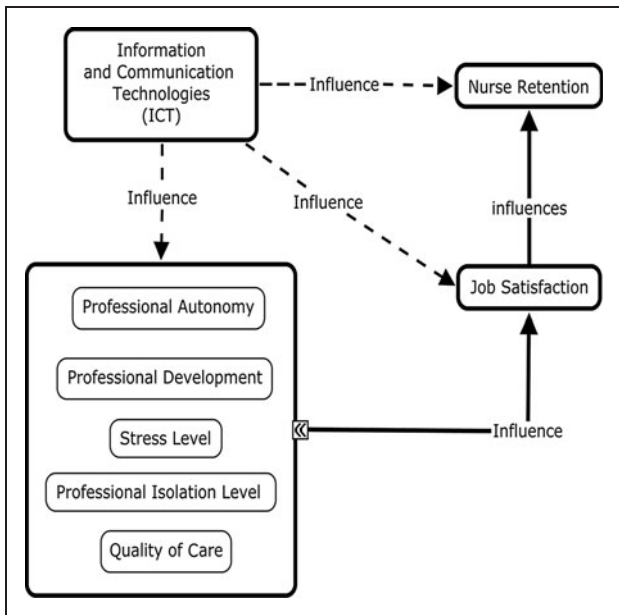 Information
and Communication
Technologies
(ICT)
Influence
Nurse Retention
Influence
Influence
influences
Job Satisfaction
Professional Autonomy
Professional Development
Stress Level
Influence
Professional Isolation Level
Quality of Care